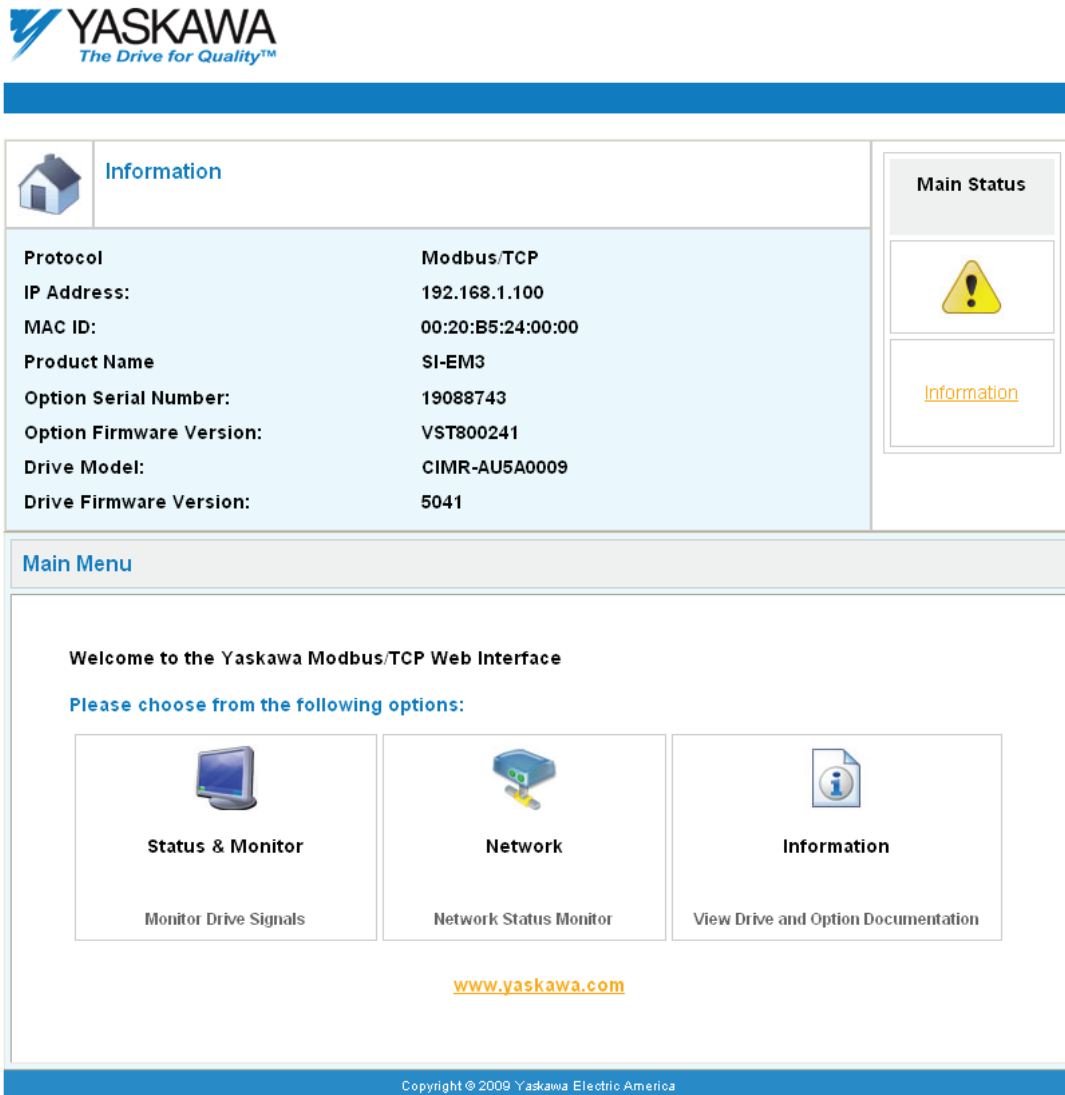 YASKAWA
The Drive for Quality™
Information
Main Status
Protocol Modbus/TCP
IP Address: 192.168.1.100
MAC ID: 00:20:B5:24:00:00
Product Name SI-EM3
Option Serial Number: 19088743
Option Firmware Version: VST800241
Drive Model: CIMR-AU5A0009
Drive Firmware Version: 5041
Information
Main Menu
Welcome to the Yaskawa Modbus/TCP Web Interface
Please choose from the following options:
Status & Monitor
Monitor Drive Signals
Network
Network Status Monitor
Information
View Drive and Option Documentation
www.yaskawa.com
Copyright © 2009 Yaskawa Electric America